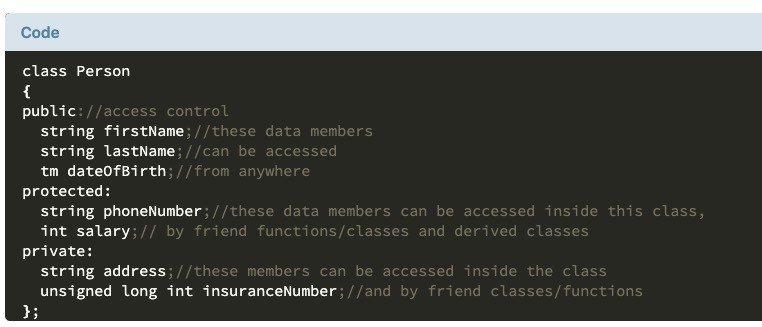 Code
class Person
{
public://access control
  string firstName;//these data members
  string lastName;//can be accessed
  tm dateOfBirth;//from anywhere
protected:
  string phoneNumber;//these data members can be accessed inside this class,
  int salary;// by friend functions/classes and derived classes
private:
  string address;//these members can be accessed inside the class
  unsigned long int insuranceNumber;//and by friend classes/functions
};